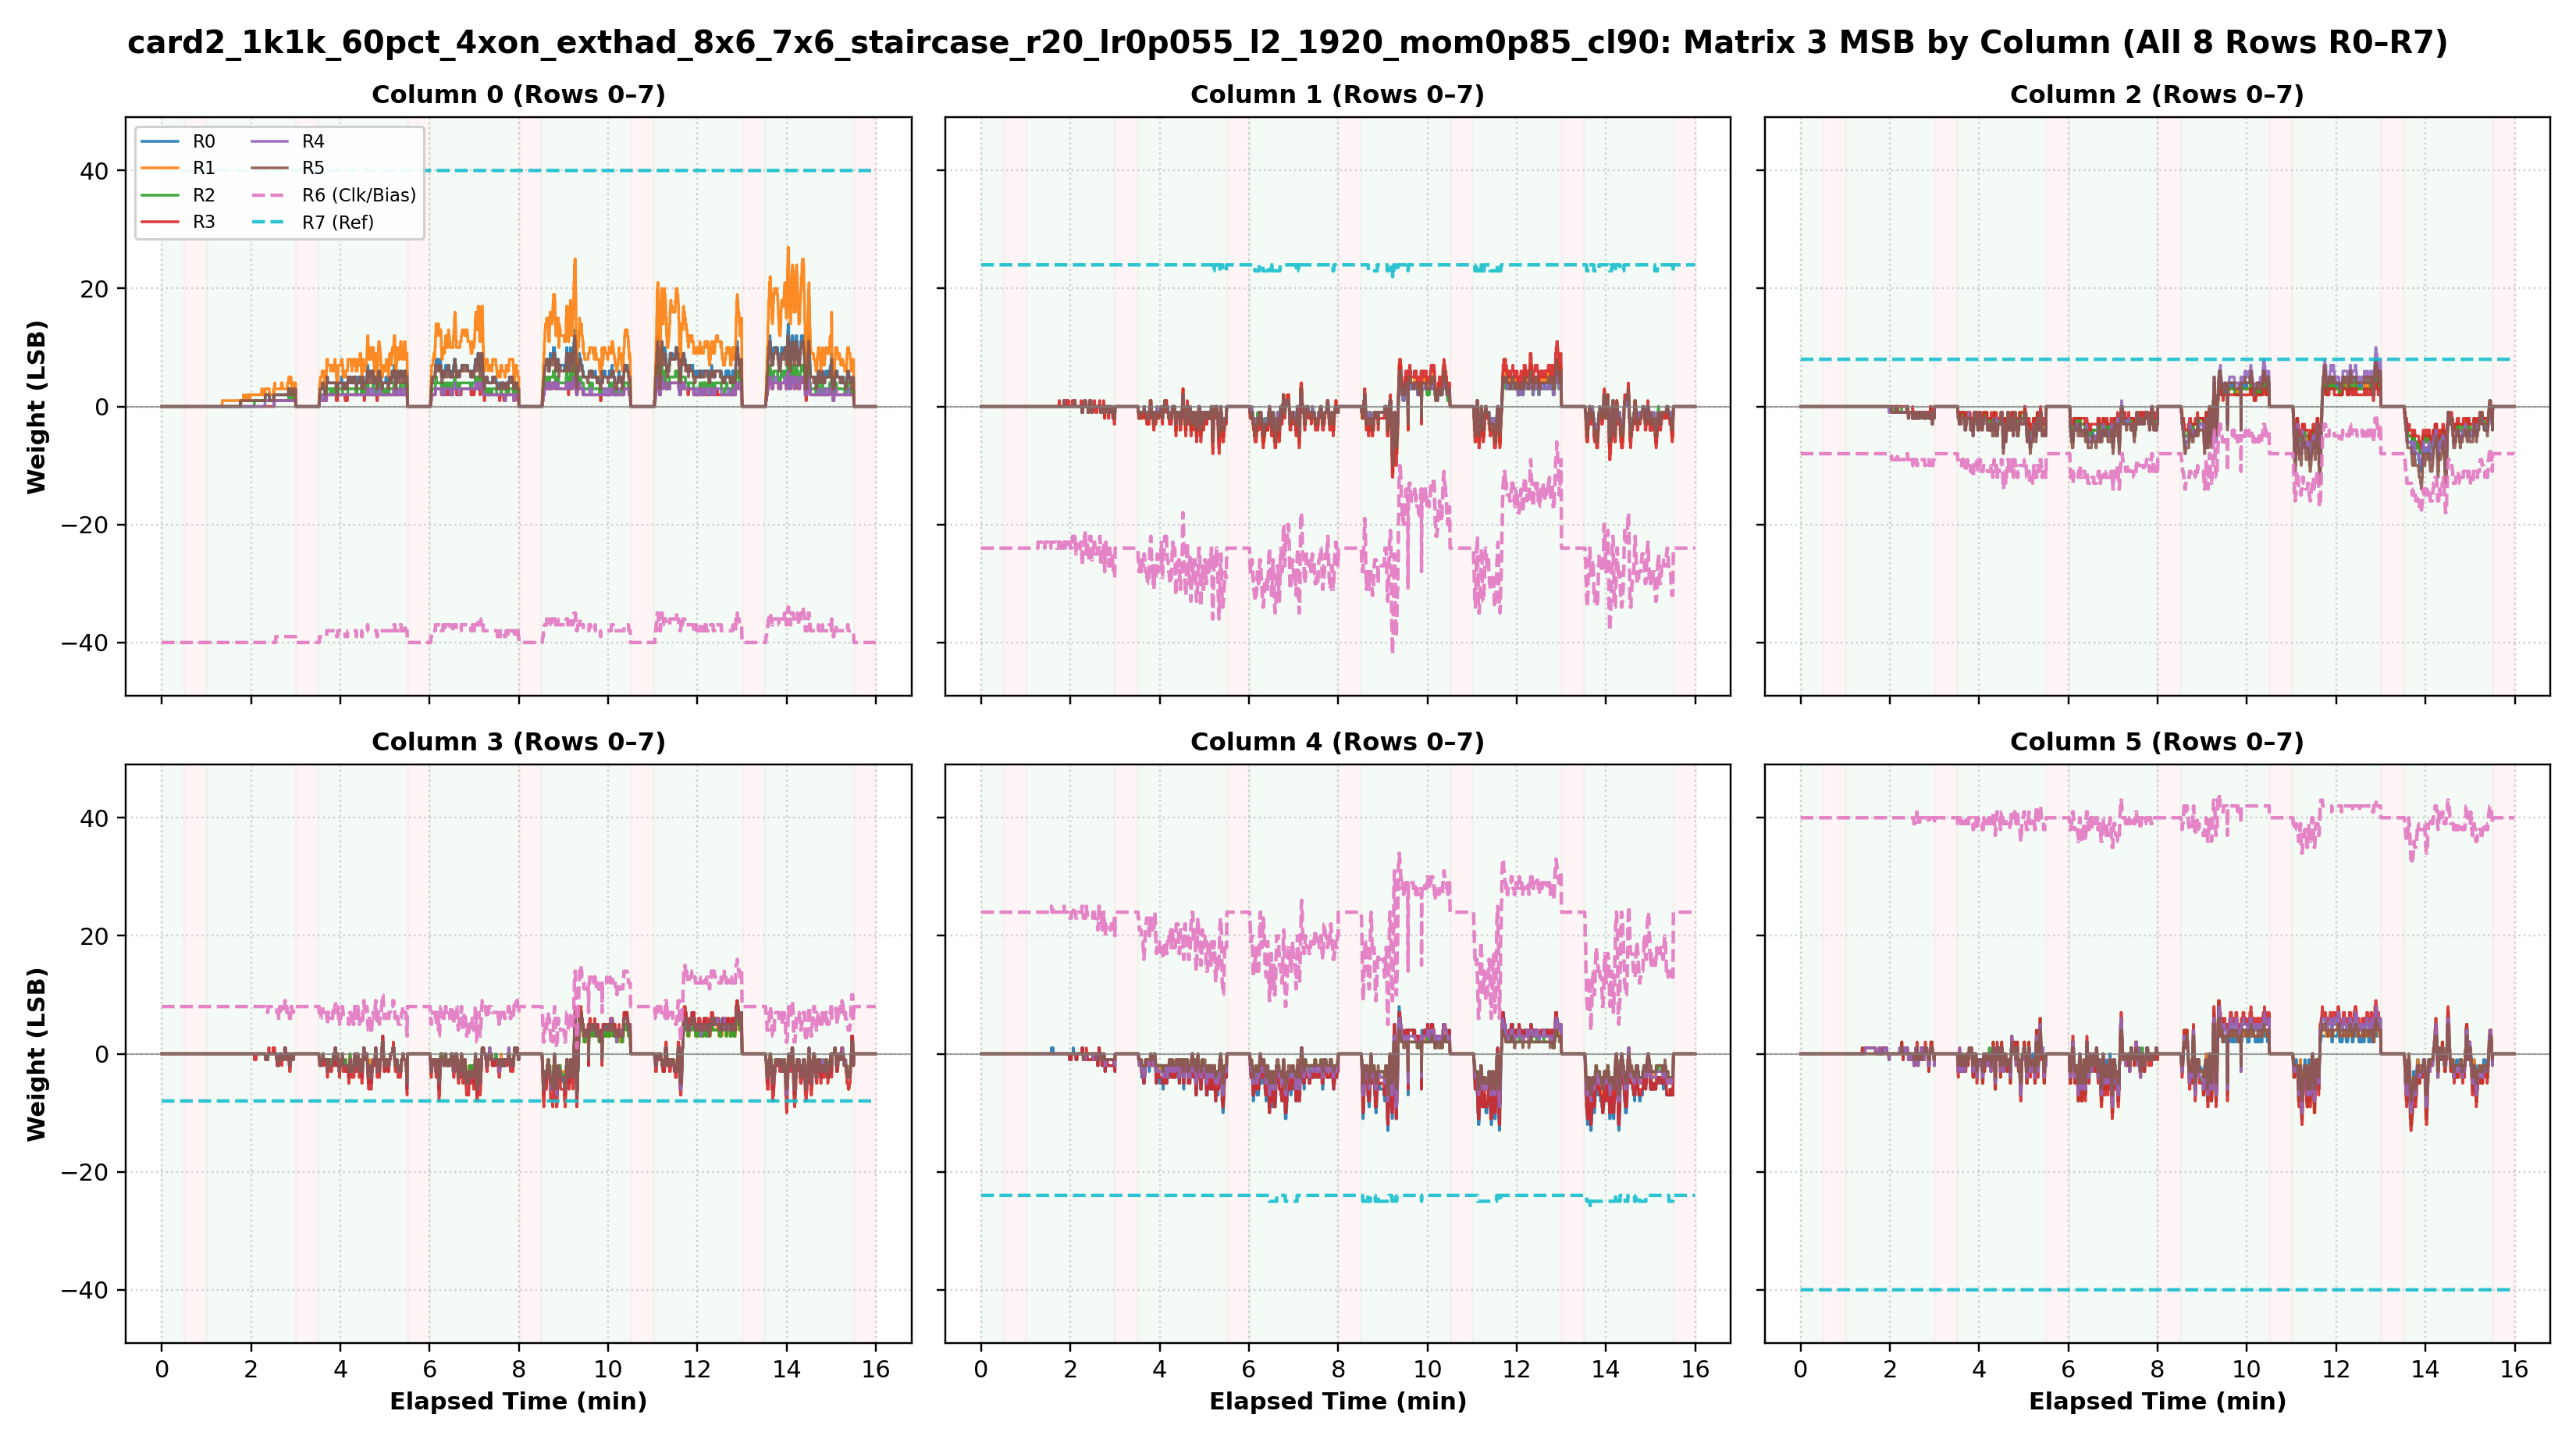 card2_1k1k_60pct_4xon_exthad_8x6_7x6_staircase_r20_lr0p055_l2_1920_mom0p85_cl90: Matrix 3 MSB by Column (All 8 Rows R0–R7)
Column 0 (Rows 0–7)
Column 1 (Rows 0–7)
Column 2 (Rows 0–7)
R0
R1
R2
R3
R4
R5
R6 (Clk/Bias)
R7 (Ref)
Weight (LSB)
40
20
0
−20
−40
Column 3 (Rows 0–7)
Column 4 (Rows 0–7)
Column 5 (Rows 0–7)
Weight (LSB)
40
20
0
−20
−40
0 2 4 6 8 10 12 14 16
0 2 4 6 8 10 12 14 16
0 2 4 6 8 10 12 14 16
Elapsed Time (min)
Elapsed Time (min)
Elapsed Time (min)